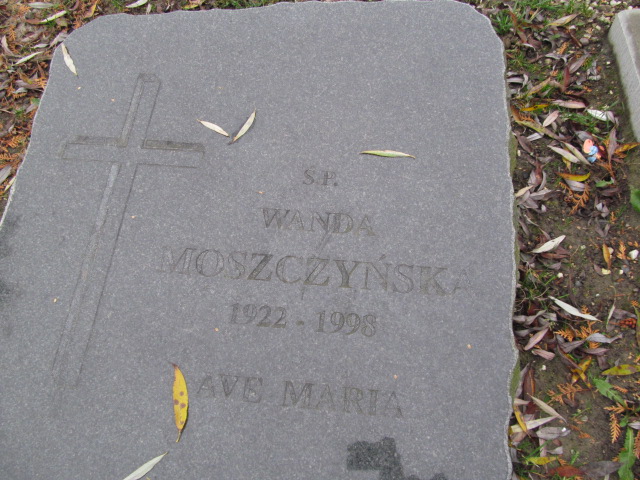 Ś.P.
WANDA
MOSZCZYŃSKA
1922 - 1998
AVE MARIA